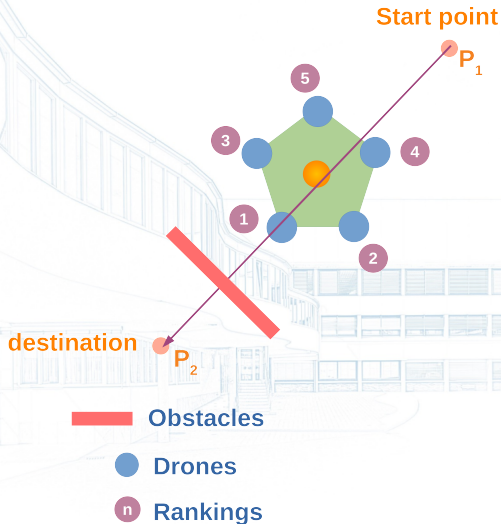 Start point
P1
5
3
4
1
2
destination
P2
Obstacles
Drones
n Rankings